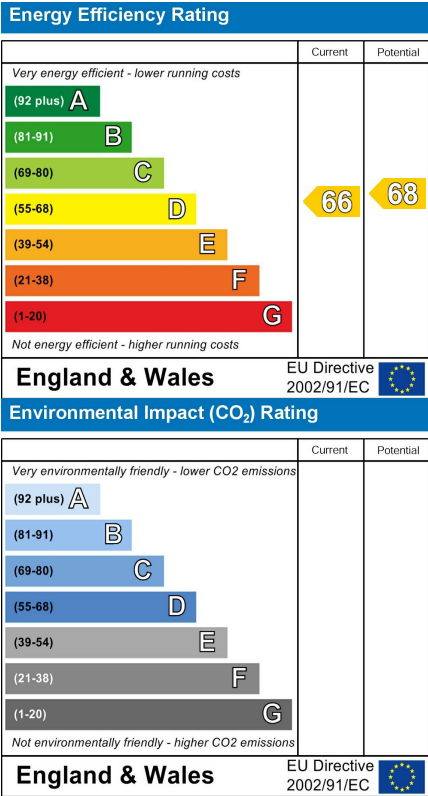 Energy Efficiency Rating
Current Potential
Very energy efficient - lower running costs
(92 plus) A
(81-91) B
(69-80) C
(55-68) D
66 68
(39-54) E
(21-38) F
(1-20) G
Not energy efficient - higher running costs
England & Wales
EU Directive
2002/91/EC
Environmental Impact (CO₂) Rating
Current Potential
Very environmentally friendly - lower CO2 emissions
(92 plus) A
(81-91) B
(69-80) C
(55-68) D
(39-54) E
(21-38) F
(1-20) G
Not environmentally friendly - higher CO2 emissions
England & Wales
EU Directive
2002/91/EC